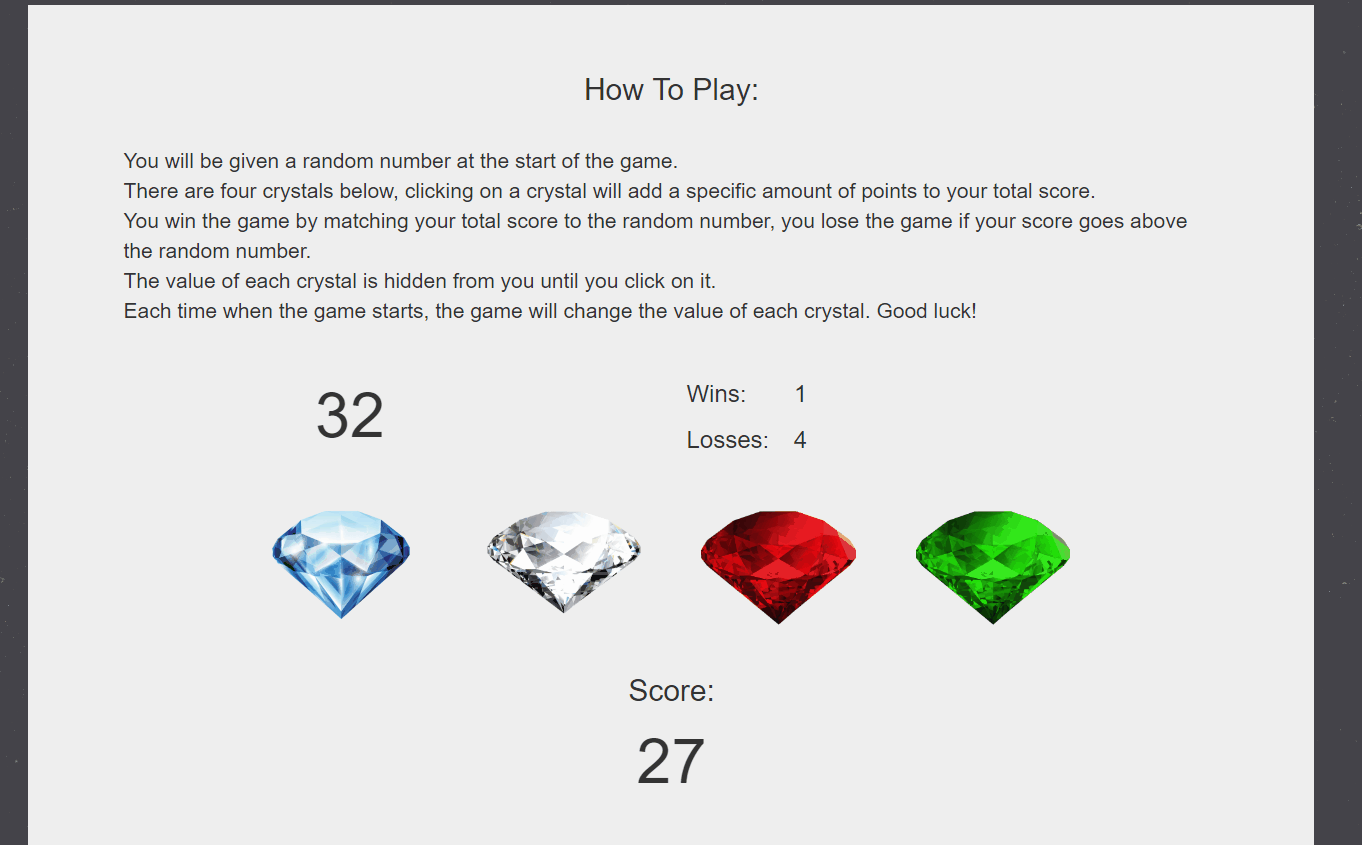 How To Play:
You will be given a random number at the start of the game.
There are four crystals below, clicking on a crystal will add a specific amount of points to your total score.
You win the game by matching your total score to the random number, you lose the game if your score goes above
the random number.
The value of each crystal is hidden from you until you click on it.
Each time when the game starts, the game will change the value of each crystal. Good luck!
32
Wins: 1
Losses: 4
Score:
27